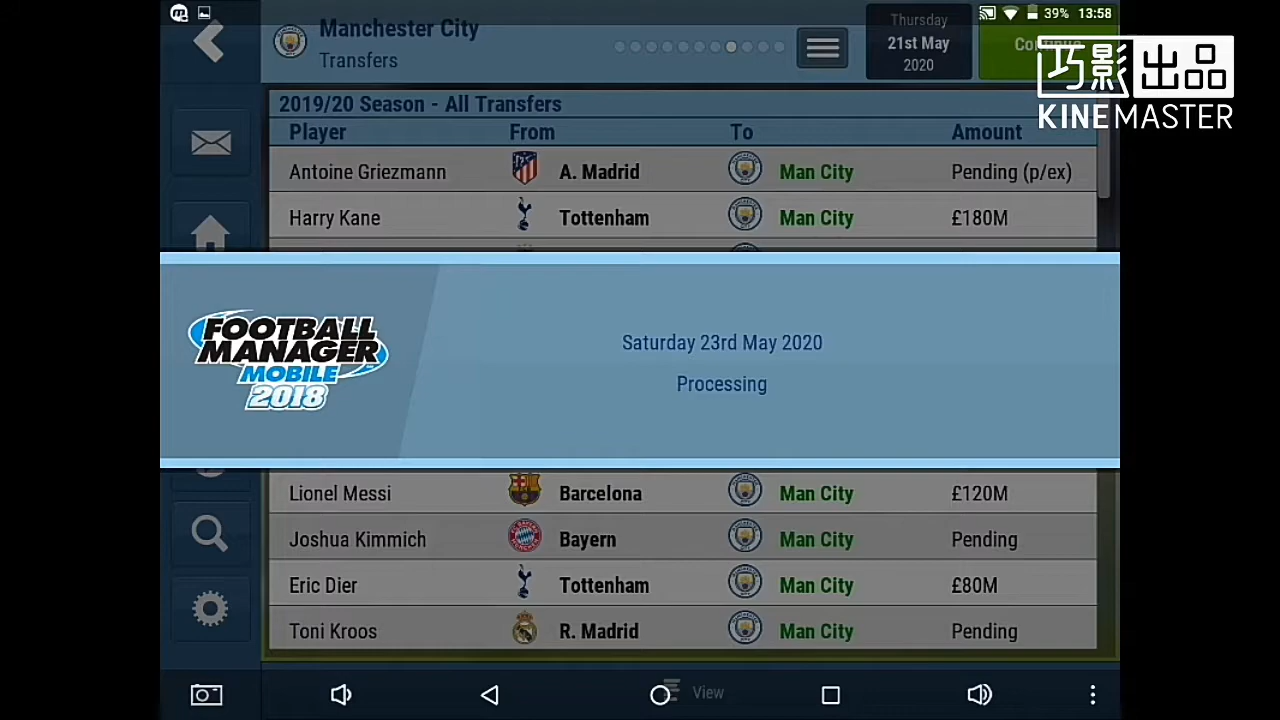 39% 13:58
Manchester City
Transfers
Thursday
21st May
2020
巧影出品
KINEMASTER
2019/20 Season - All Transfers
Player From To Amount
Antoine Griezmann A. Madrid Man City Pending (p/ex)
Harry Kane Tottenham Man City £180M
FOOTBALL
MANAGER
MOBILE
2018
Saturday 23rd May 2020
Processing
Lionel Messi Barcelona Man City £120M
Joshua Kimmich Bayern Man City Pending
Eric Dier Tottenham Man City £80M
Toni Kroos R. Madrid Man City Pending
View